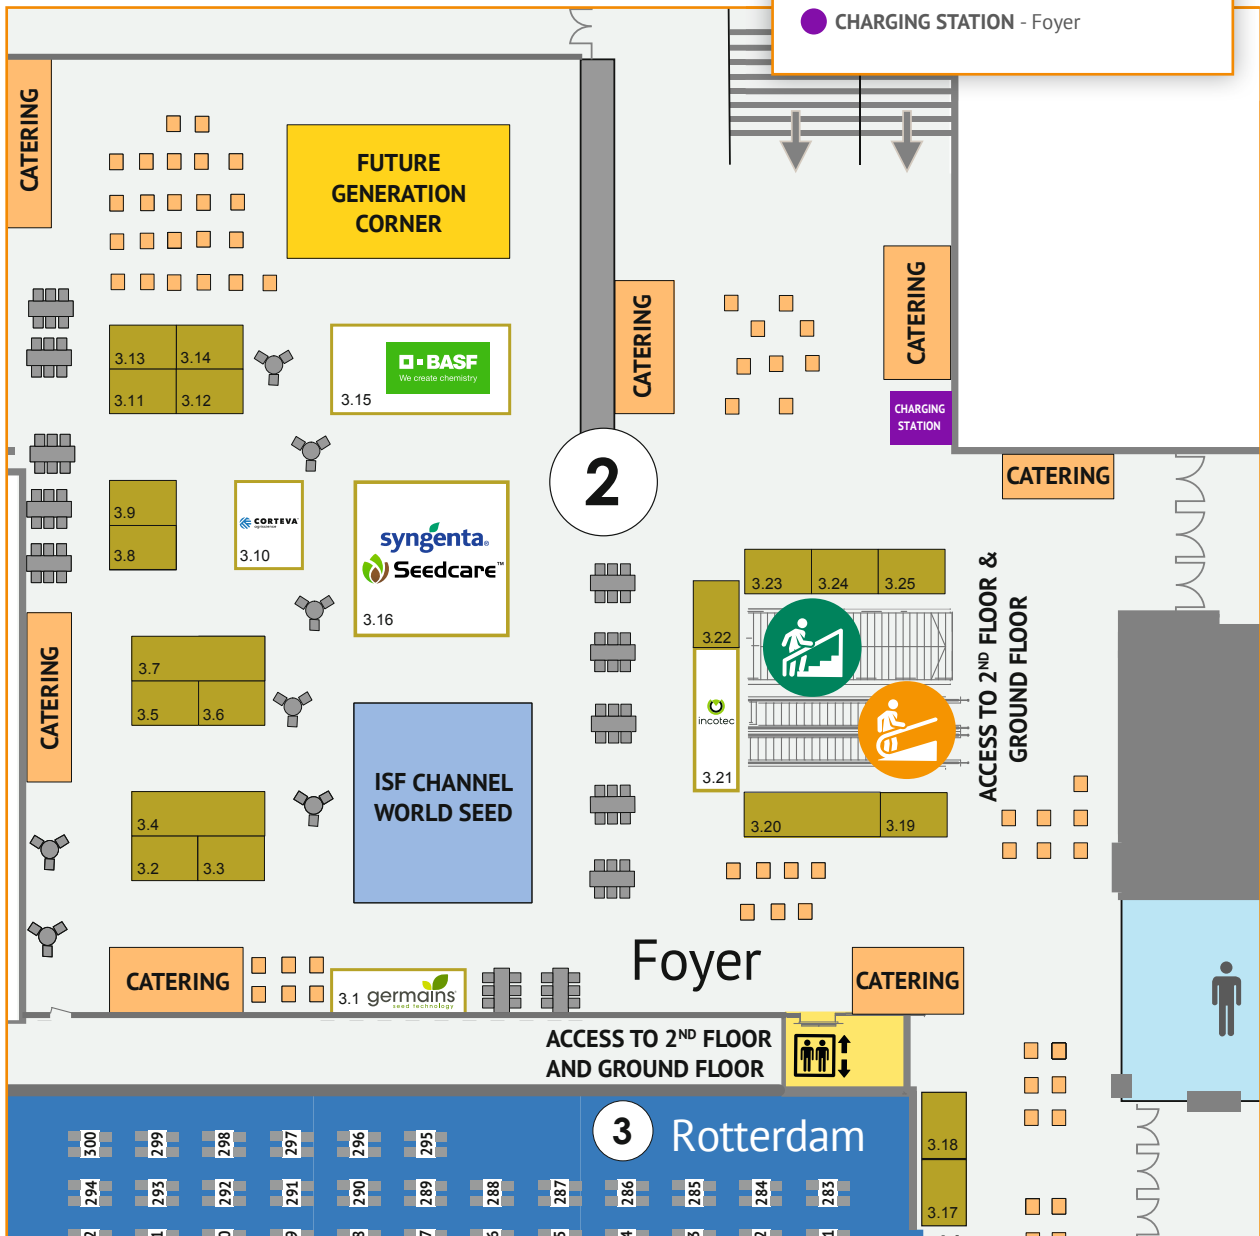 CHARGING STATION - Foyer
CATERING
FUTURE
GENERATION
CORNER
CATERING
CATERING
3.13
3.14
3.11
3.12
BASF
We create chemistry
3.15
CHARGING
STATION
CATERING
2
3.9
3.8
CORTEVA
agriscience
3.10
syngenta
Seedcare™
3.16
3.23
3.24
3.25
3.22
incotec
3.21
ACCESS TO 2ND FLOOR &
GROUND FLOOR
CATERING
3.7
3.5
3.6
ISF CHANNEL
WORLD SEED
3.4
3.2
3.3
3.20
3.19
Foyer
CATERING
3.1
germains
seed technology
CATERING
ACCESS TO 2ND FLOOR
AND GROUND FLOOR
3
Rotterdam
300
299
298
297
296
295
294
293
292
291
290
289
288
287
286
285
284
283
3.18
3.17